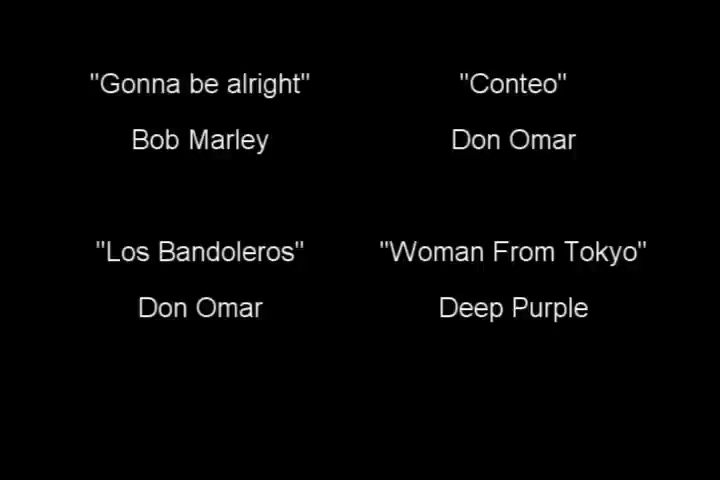 "Gonna be alright"
Bob Marley
"Conteo"
Don Omar
"Los Bandoleros"
Don Omar
"Woman From Tokyo"
Deep Purple